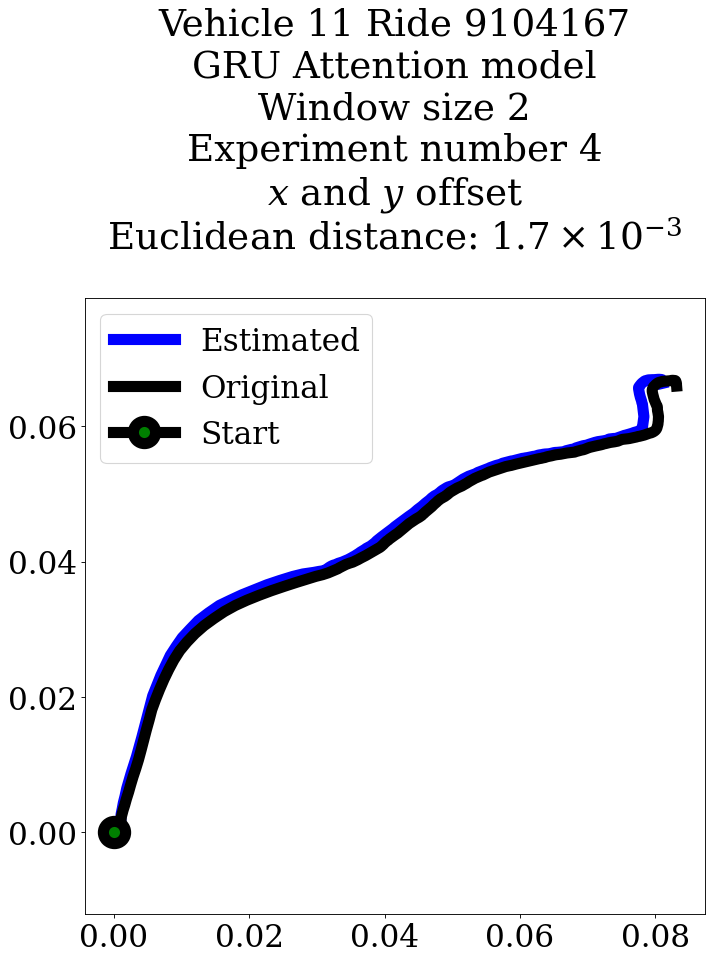 Vehicle 11 Ride 9104167
GRU Attention model
Window size 2
Experiment number 4
x and y offset
Euclidean distance: 1.7 × 10⁻³
Estimated
Original
Start
0.06
0.04
0.02
0.00
0.00 0.02 0.04 0.06 0.08